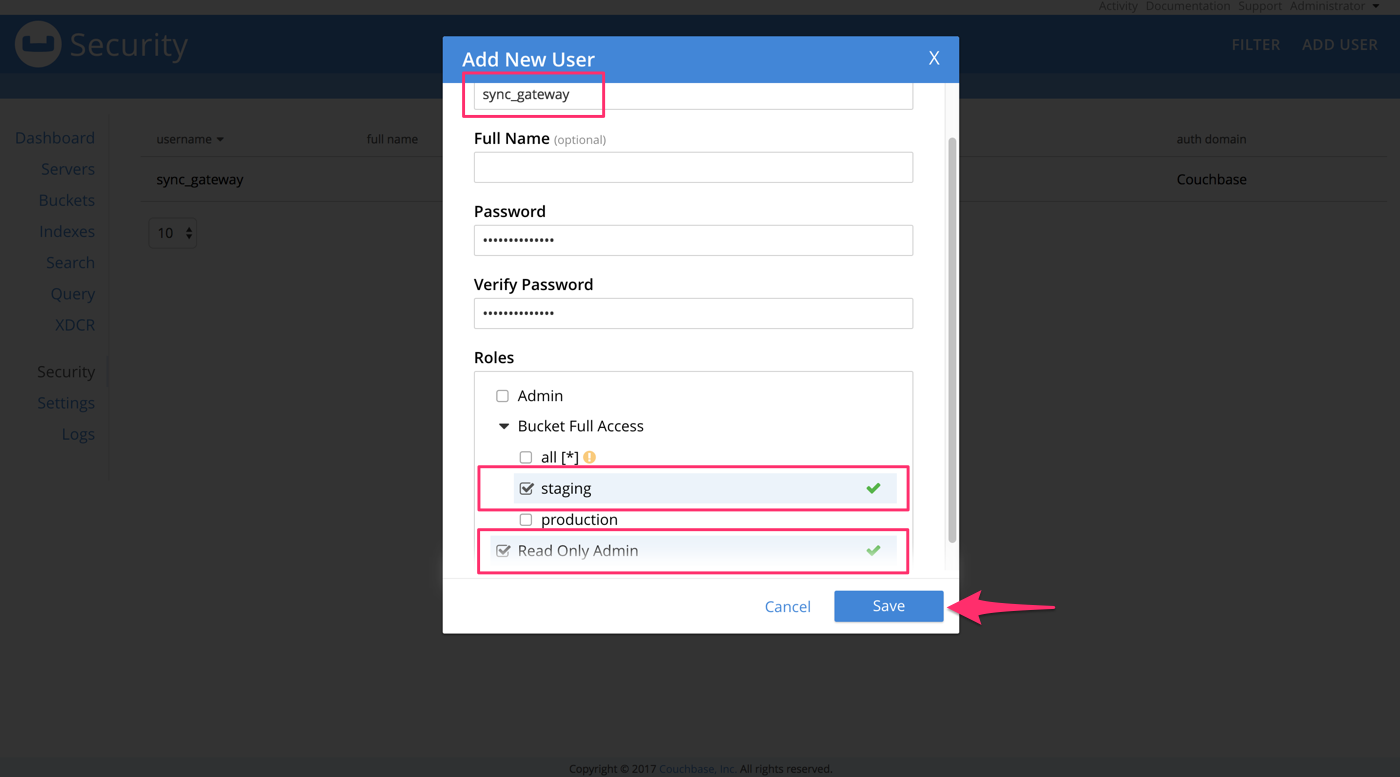 Activity Documentation Support Administrator
Security
FILTER ADD USER
Add New User X
sync_gateway
Full Name (optional)
Password
••••••••••••••
Verify Password
••••••••••••••
Roles
Admin
Bucket Full Access
all [*]
staging
production
Read Only Admin
Cancel Save
Dashboard
Servers
Buckets
Indexes
Search
Query
XDCR
Security
Settings
Logs
username full name auth domain
sync_gateway Couchbase
10
Copyright © 2017 Couchbase, Inc. All rights reserved.